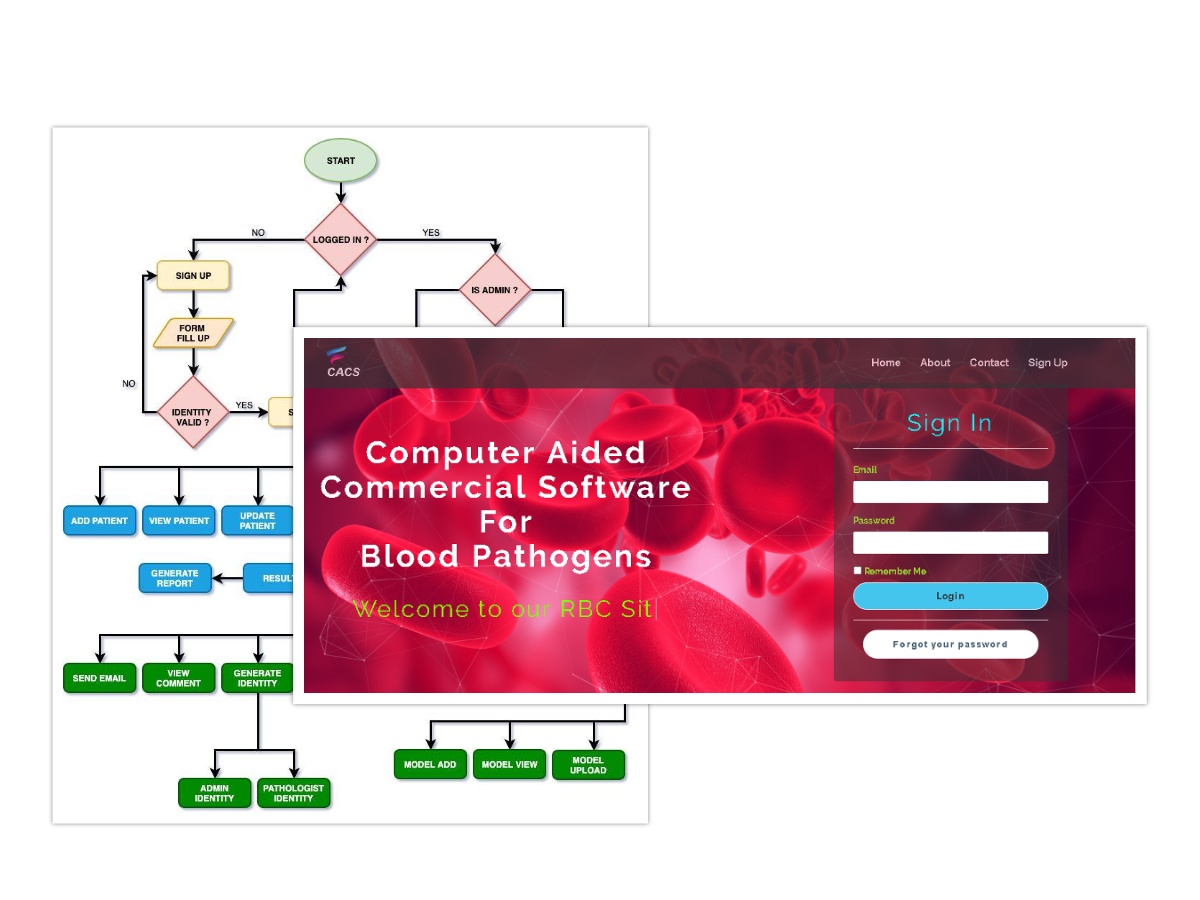 START
LOGGED IN ?
NO
YES
SIGN UP
IS ADMIN ?
FORM
FILL UP
NO
IDENTITY
VALID ?
YES
S
ADD PATIENT
VIEW PATIENT
UPDATE
PATIENT
GENERATE
REPORT
RESUL
SEND EMAIL
VIEW
COMMENT
GENERATE
IDENTITY
MODEL ADD
MODEL VIEW
MODEL
UPLOAD
ADMIN
IDENTITY
PATHOLOGIST
IDENTITY
CACS
Home
About
Contact
Sign Up
Computer Aided
Commercial Software
For
Blood Pathogens
Welcome to our RBC Sit
Sign In
Email
Password
Remember Me
Login
Forgot your password